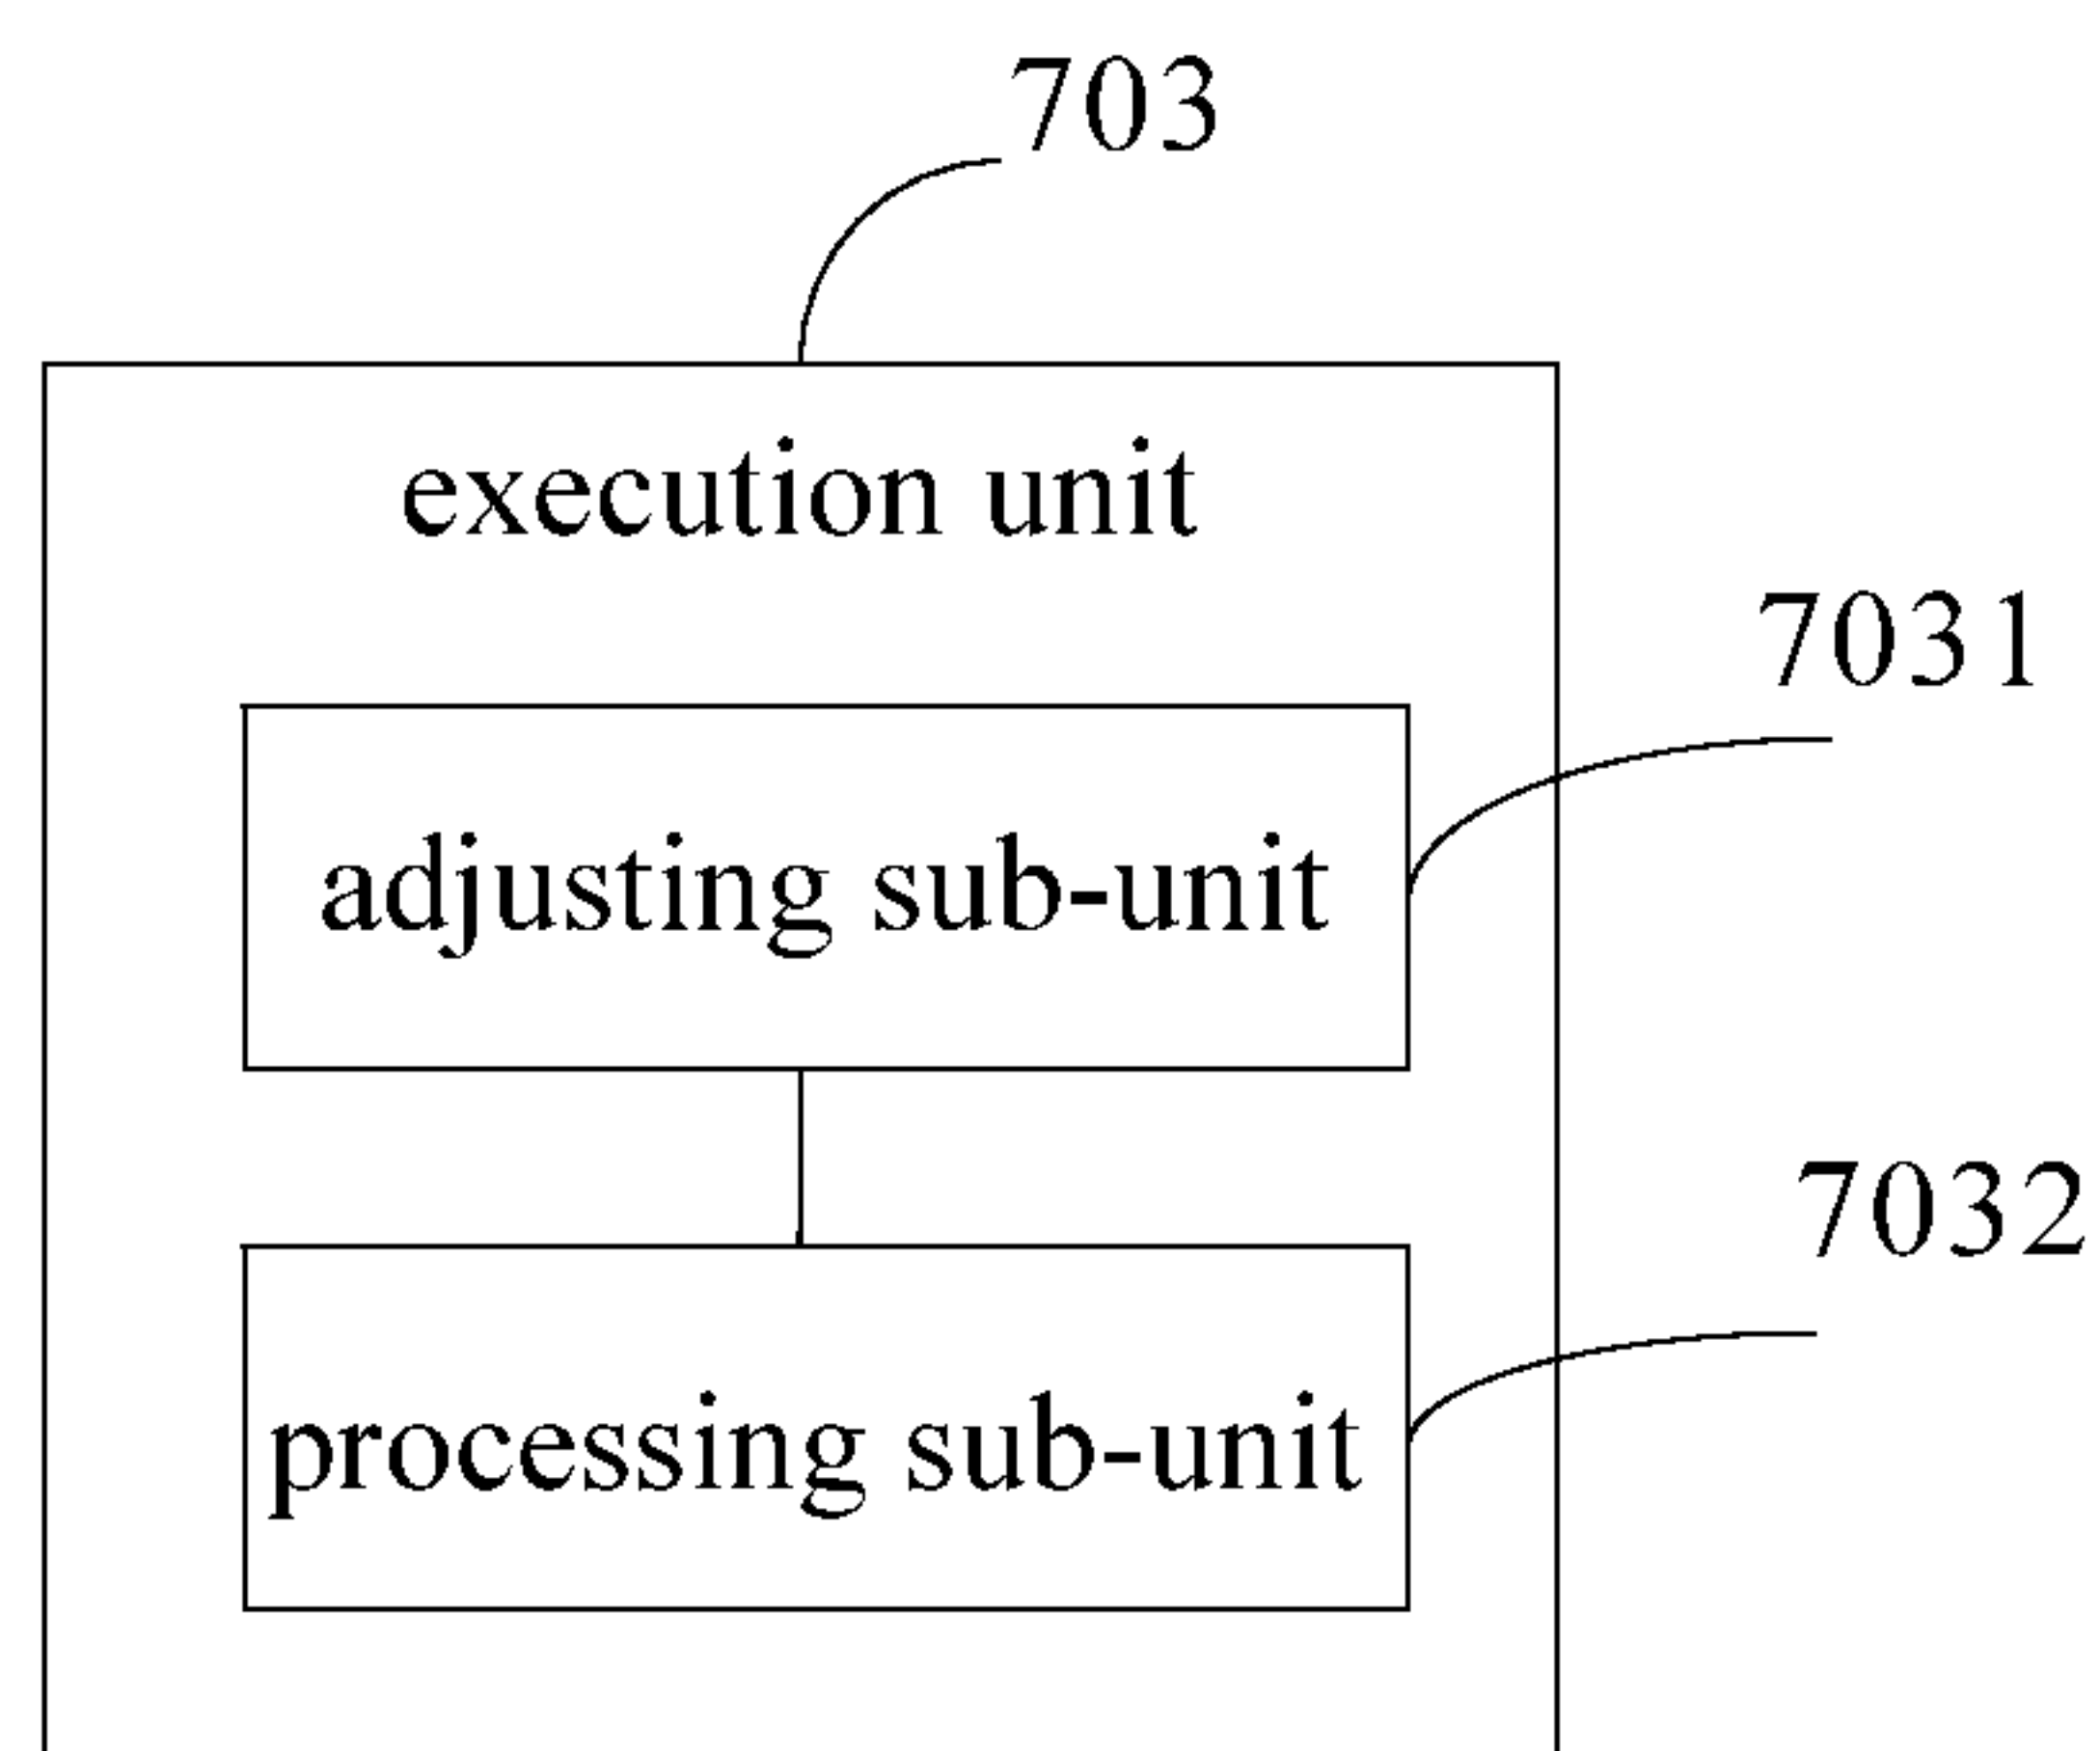 703
execution unit
7031
adjusting sub-unit
7032
processing sub-unit